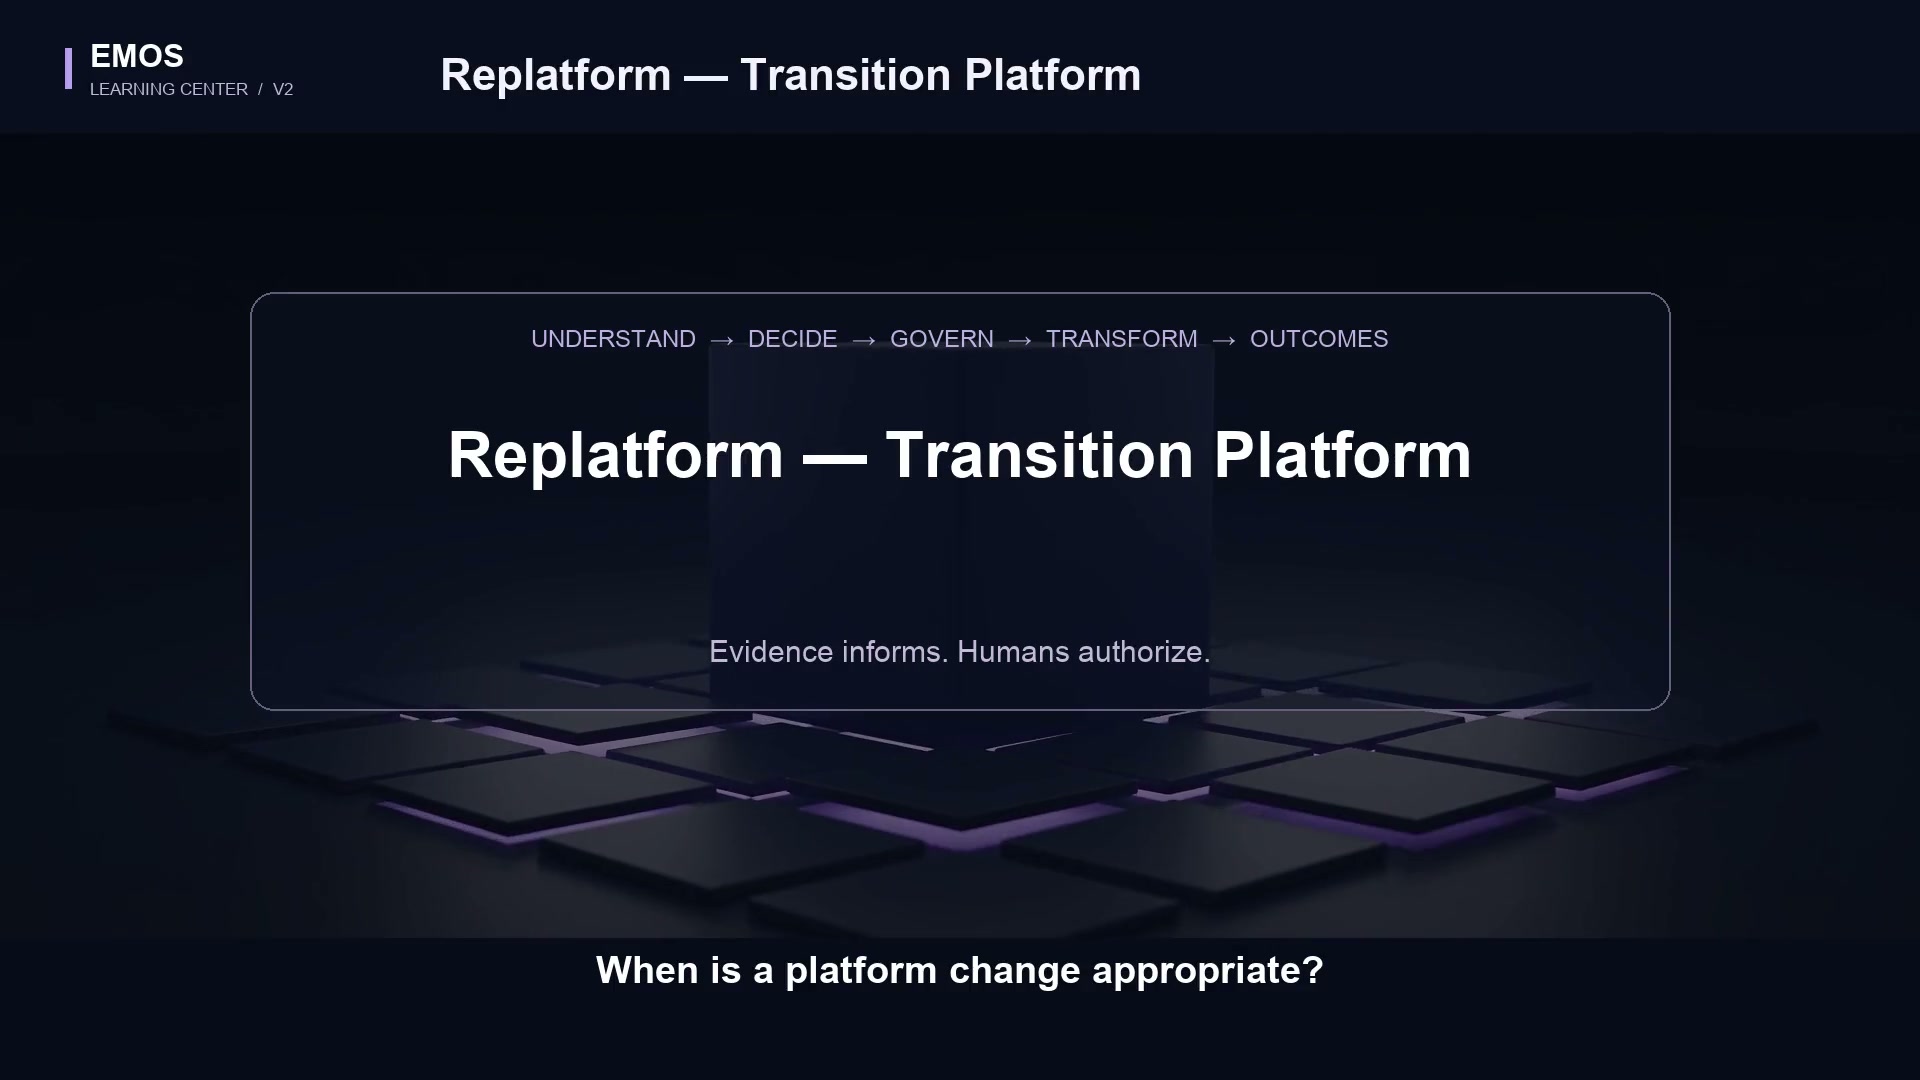 EMOS
LEARNING CENTER / V2
Replatform — Transition Platform
UNDERSTAND → DECIDE → GOVERN → TRANSFORM → OUTCOMES
Replatform — Transition Platform
Evidence informs. Humans authorize.
When is a platform change appropriate?